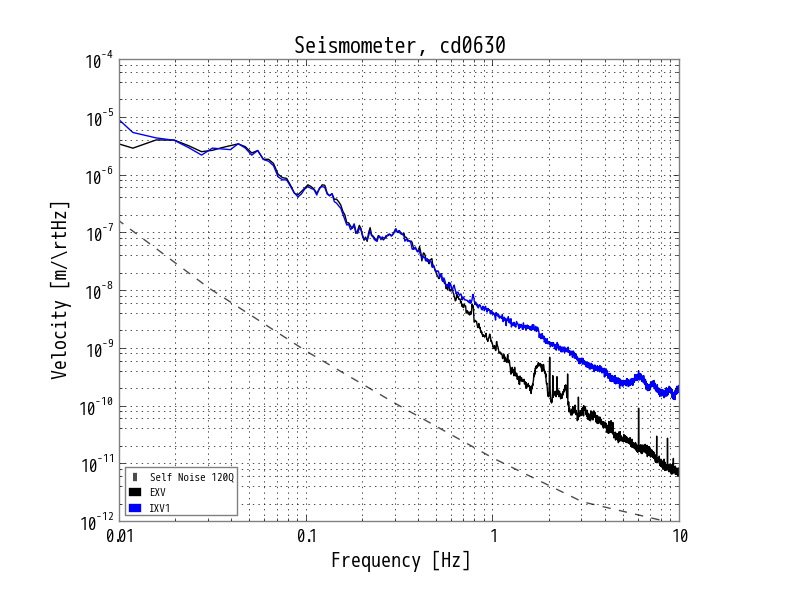 Seismometer, cd0630
Velocity [m/\rtHz]
10-4
10-5
10-6
10-7
10-8
10-9
10-10
10-11
10-12
Self Noise 120Q
EXV
IXV1
0.01
0.1
1
10
Frequency [Hz]